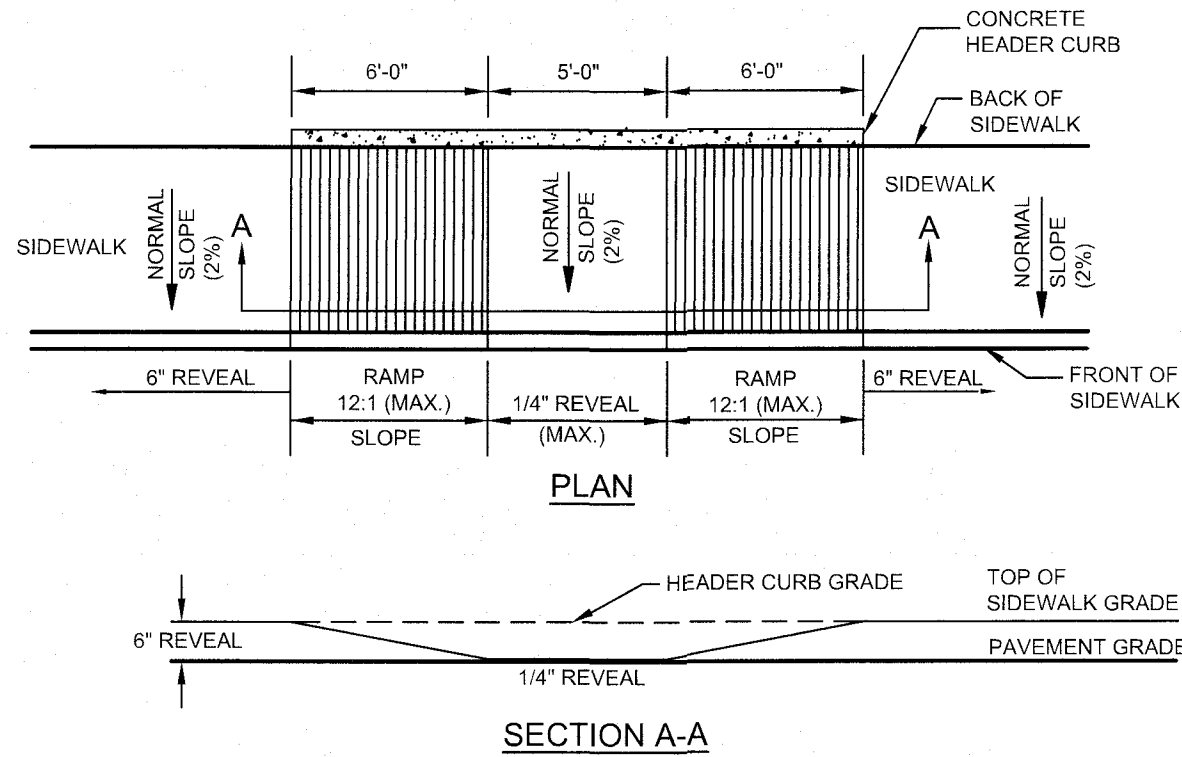 CONCRETE
HEADER CURB
6'-0"
5'-0"
6'-0"
BACK OF
SIDEWALK
SIDEWALK
NORMAL
SLOPE
(2%)
A
NORMAL
SLOPE
(2%)
SIDEWALK
A
NORMAL
SLOPE
(2%)
6" REVEAL
RAMP
12:1 (MAX.)
SLOPE
1/4" REVEAL
(MAX.)
RAMP
12:1 (MAX.)
SLOPE
6" REVEAL
FRONT OF
SIDEWALK
PLAN
HEADER CURB GRADE
TOP OF
SIDEWALK GRADE
6" REVEAL
PAVEMENT GRADE
1/4" REVEAL
SECTION A-A